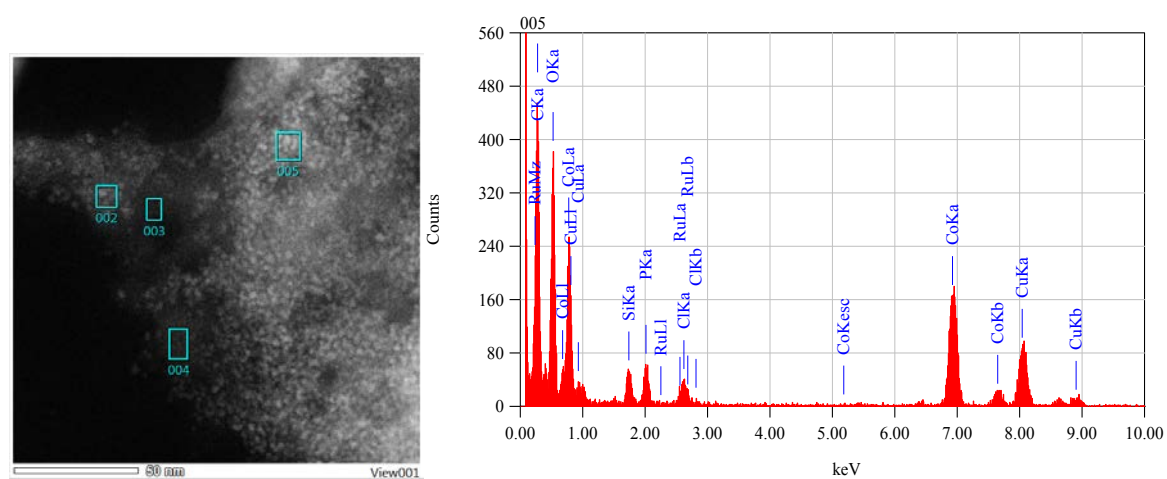 002
003
004
005
50 nm
View001
005
Counts
560
480
400
320
240
160
80
0
0.00 1.00 2.00 3.00 4.00 5.00 6.00 7.00 8.00 9.00 10.00
keV
RuMz
CKa
OKa
CoLl
CoLa
CuLl
CuLa
SiKa
PKa
RuLl
RuLa
ClKa
RuLb
ClKb
CoKesc
CoKa
CoKb
CuKa
CuKb